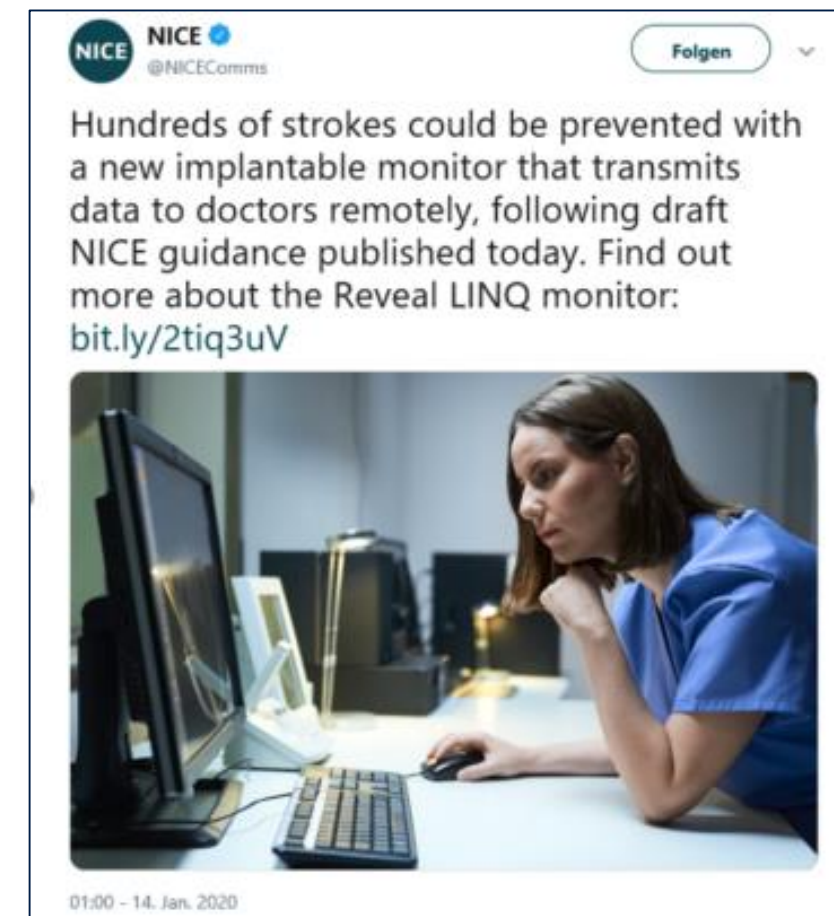 NICE
NICE
@NICEComms
Folgen
Hundreds of strokes could be prevented with
a new implantable monitor that transmits
data to doctors remotely, following draft
NICE guidance published today. Find out
more about the Reveal LINQ monitor:
bit.ly/2tiq3uV
01:00 - 14. Jan. 2020